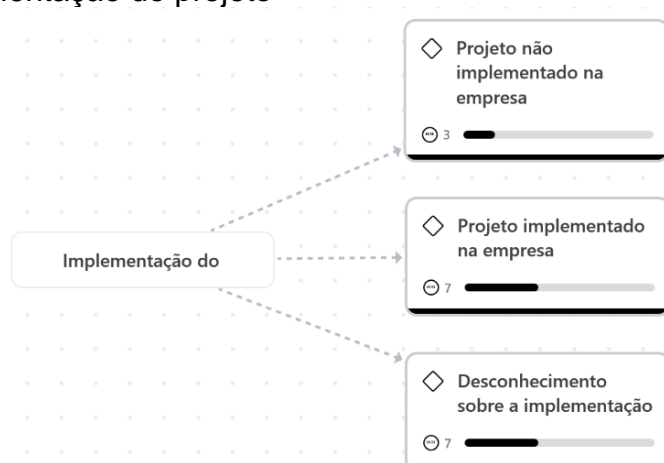 Projeto não
implementado na
empresa
3
Implementação do
Projeto implementado
na empresa
7
Desconhecimento
sobre a implementação
7